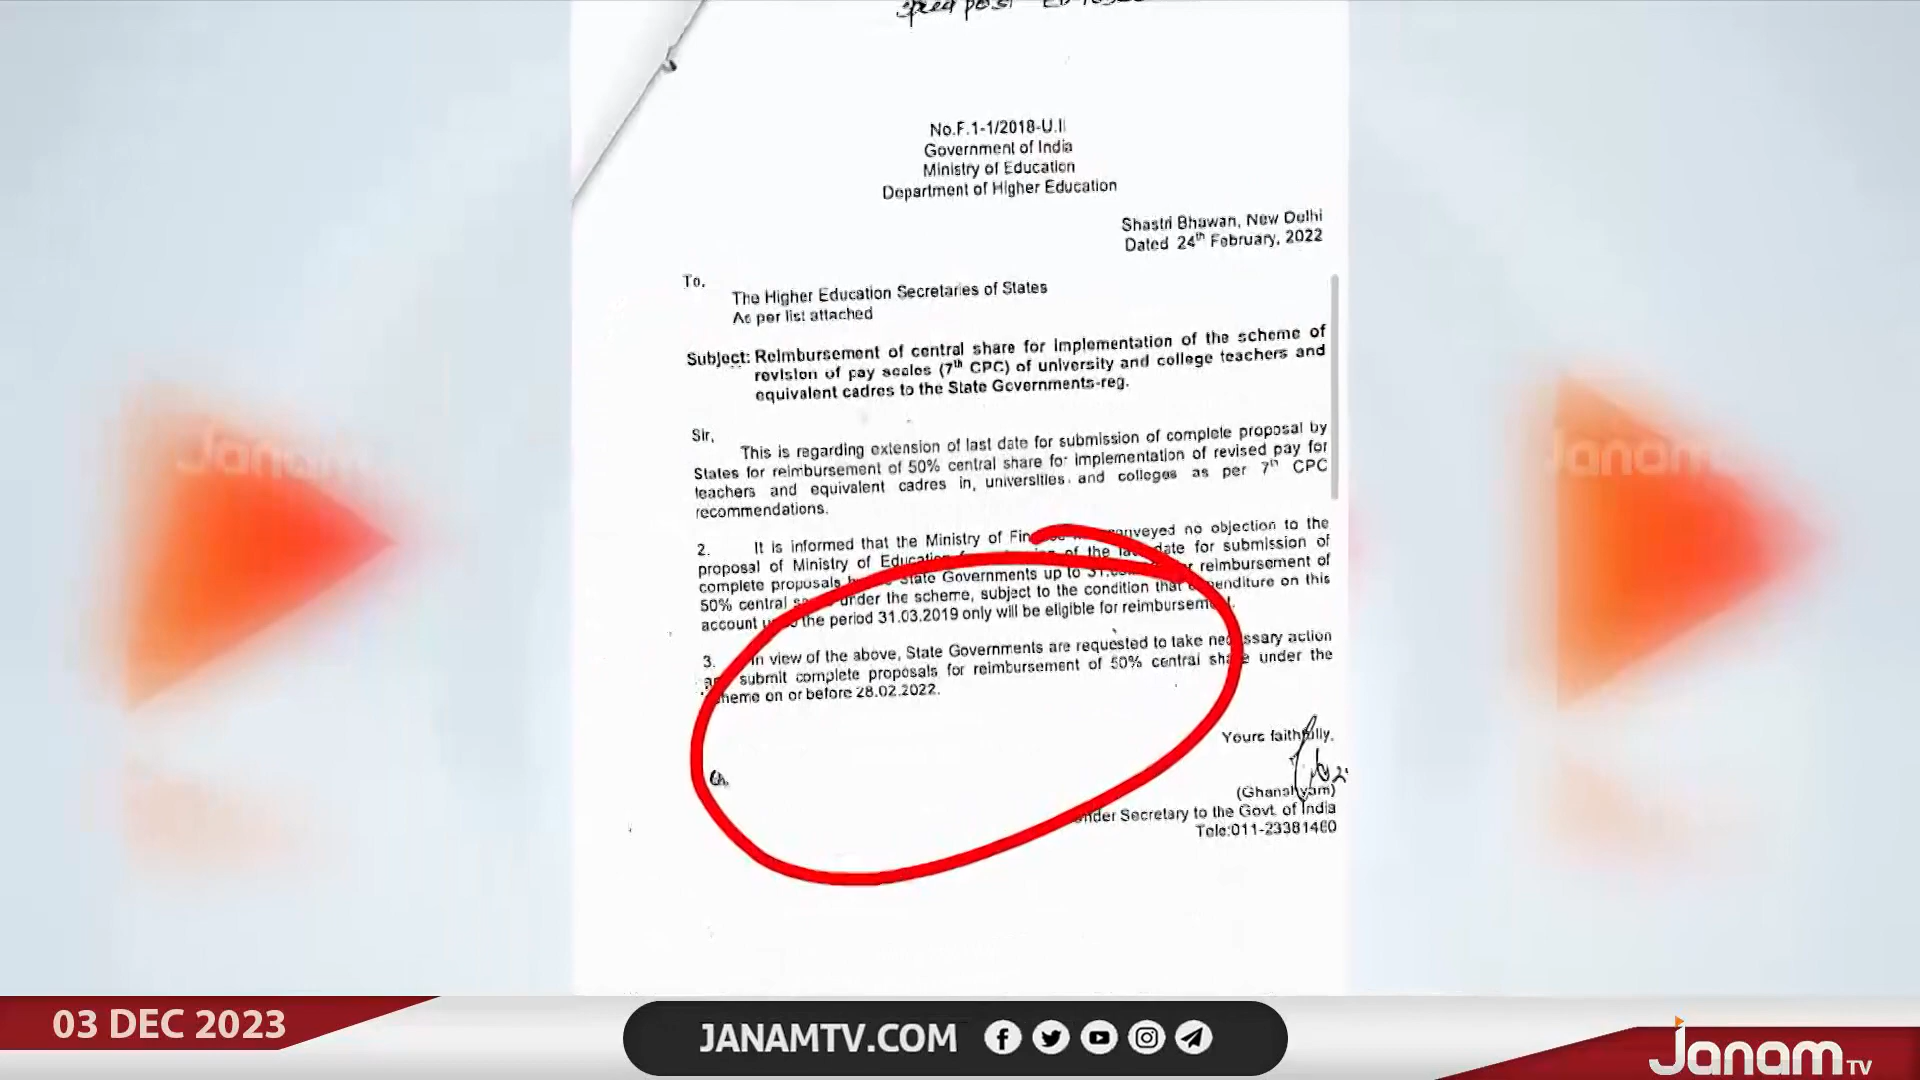 speed post
No.F.1-1/2018-U.II
Government of India
Ministry of Education
Department of Higher Education
Shastri Bhawan, New Delhi
Dated 24th February, 2022
To,
The Higher Education Secretaries of States
As per list attached
Subject: Reimbursement of central share for implementation of the scheme of
revision of pay scales (7th CPC) of university and college teachers and
equivalent cadres to the State Governments-reg.
Sir,
This is regarding extension of last date for submission of complete proposal by
States for reimbursement of 50% central share for implementation of revised pay for
teachers and equivalent cadres in, universities and colleges as per 7th CPC
recommendations.
2. It is informed that the Ministry of Finance conveyed no objection to the
proposal of Ministry of Education of the last date for submission of
complete proposals State Governments up to reimbursement of
50% central under the scheme, subject to the condition that expenditure on this
account the period 31.03.2019 only will be eligible for reimbursement.
3. In view of the above, State Governments are requested to take necessary action
and submit complete proposals for reimbursement of 50% central share under the
scheme on or before 28.02.2022.
Yours faithfully,
(Ghanshyam)
Under Secretary to the Govt. of India
Tele:011-23381460
Janam
Janam
03 DEC 2023
JANAMTV.COM
Janam TV